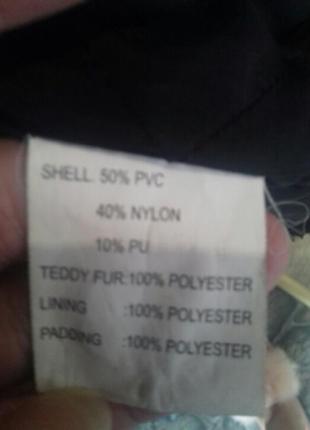 SHELL. 50% PVC
40% NYLON
10% PU
TEDDY FUR:100% POLYESTER
LINING :100% POLYESTER
PADDING :100% POLYESTER